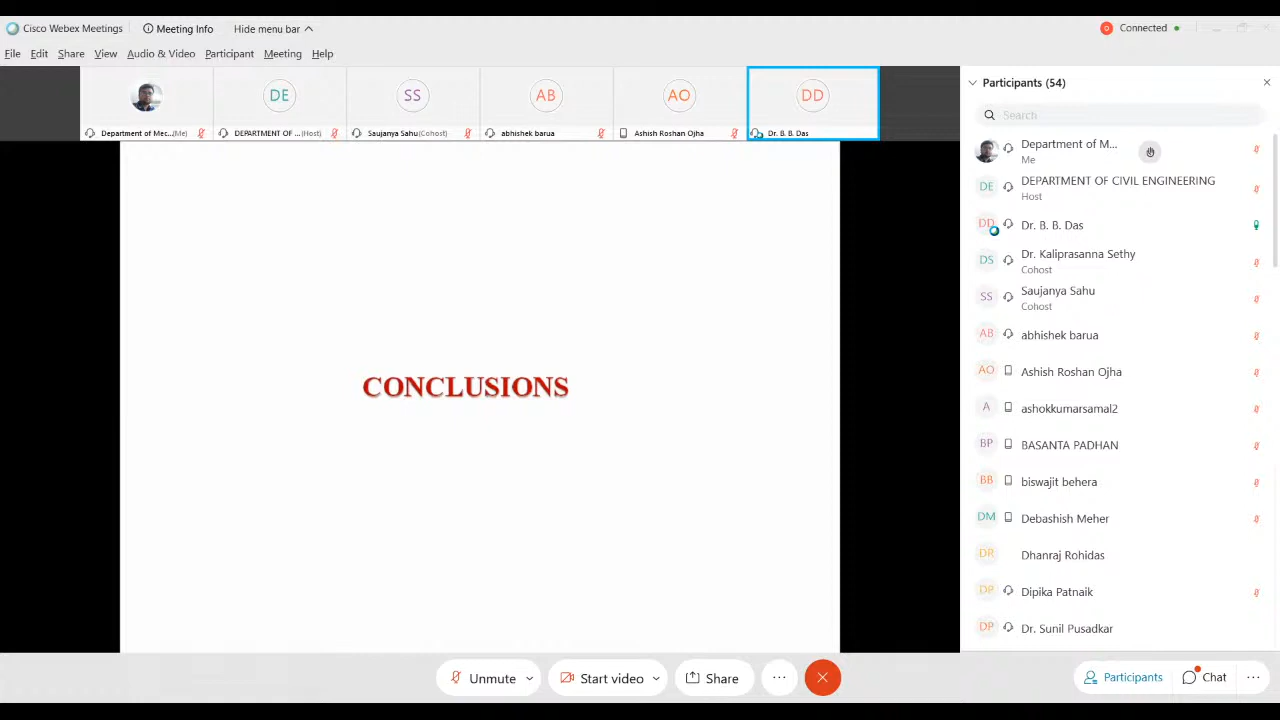 Cisco Webex Meetings
Meeting Info
Hide menu bar
Connected
File Edit Share View Audio & Video Participant Meeting Help
DE
SS
AB
AO
DD
Department of Mec... (Me)
DEPARTMENT OF ... (Host)
Saujanya Sahu (Cohost)
abhishek barua
Ashish Roshan Ojha
Dr. B. B. Das
CONCLUSIONS
Participants (54)
Search
Department of M...
Me
DE
DEPARTMENT OF CIVIL ENGINEERING
Host
DD
Dr. B. B. Das
DS
Dr. Kaliprasanna Sethy
Cohost
SS
Saujanya Sahu
Cohost
AB
abhishek barua
AO
Ashish Roshan Ojha
A
ashokkumarsamal2
BP
BASANTA PADHAN
BB
biswajit behera
DM
Debashish Meher
DR
Dhanraj Rohidas
DP
Dipika Patnaik
DP
Dr. Sunil Pusadkar
Unmute
Start video
Share
Participants
Chat